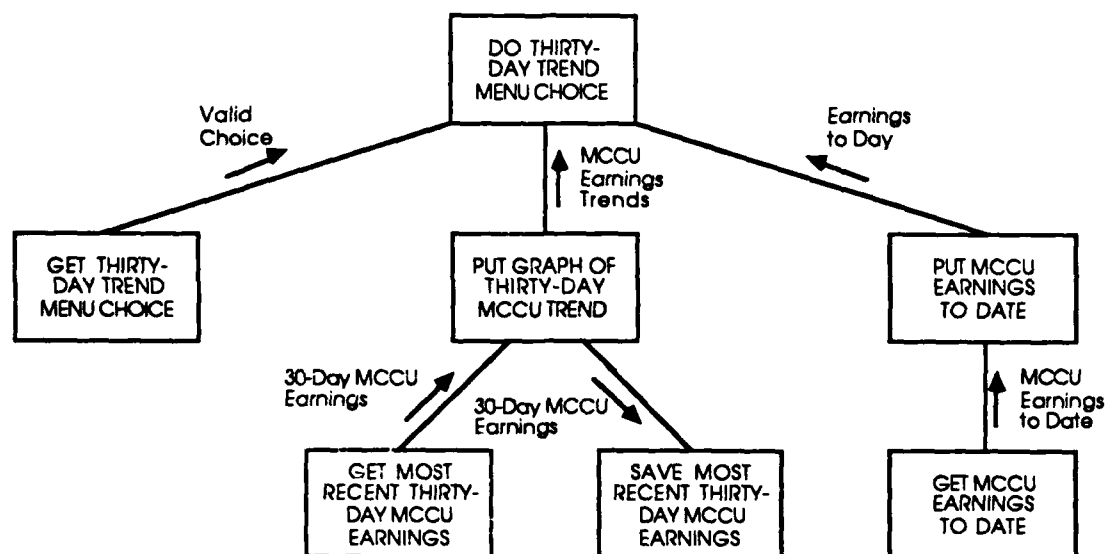 DO THIRTY-
DAY TREND
MENU CHOICE
Valid
Choice
MCCU
Earnings
Trends
Earnings
to Day
GET THIRTY-
DAY TREND
MENU CHOICE
PUT GRAPH OF
THIRTY-DAY
MCCU TREND
PUT MCCU
EARNINGS
TO DATE
30-Day MCCU
Earnings
30-Day MCCU
Earnings
MCCU
Earnings
to Date
GET MOST
RECENT THIRTY-
DAY MCCU
EARNINGS
SAVE MOST
RECENT THIRTY-
DAY MCCU
EARNINGS
GET MCCU
EARNINGS
TO DATE